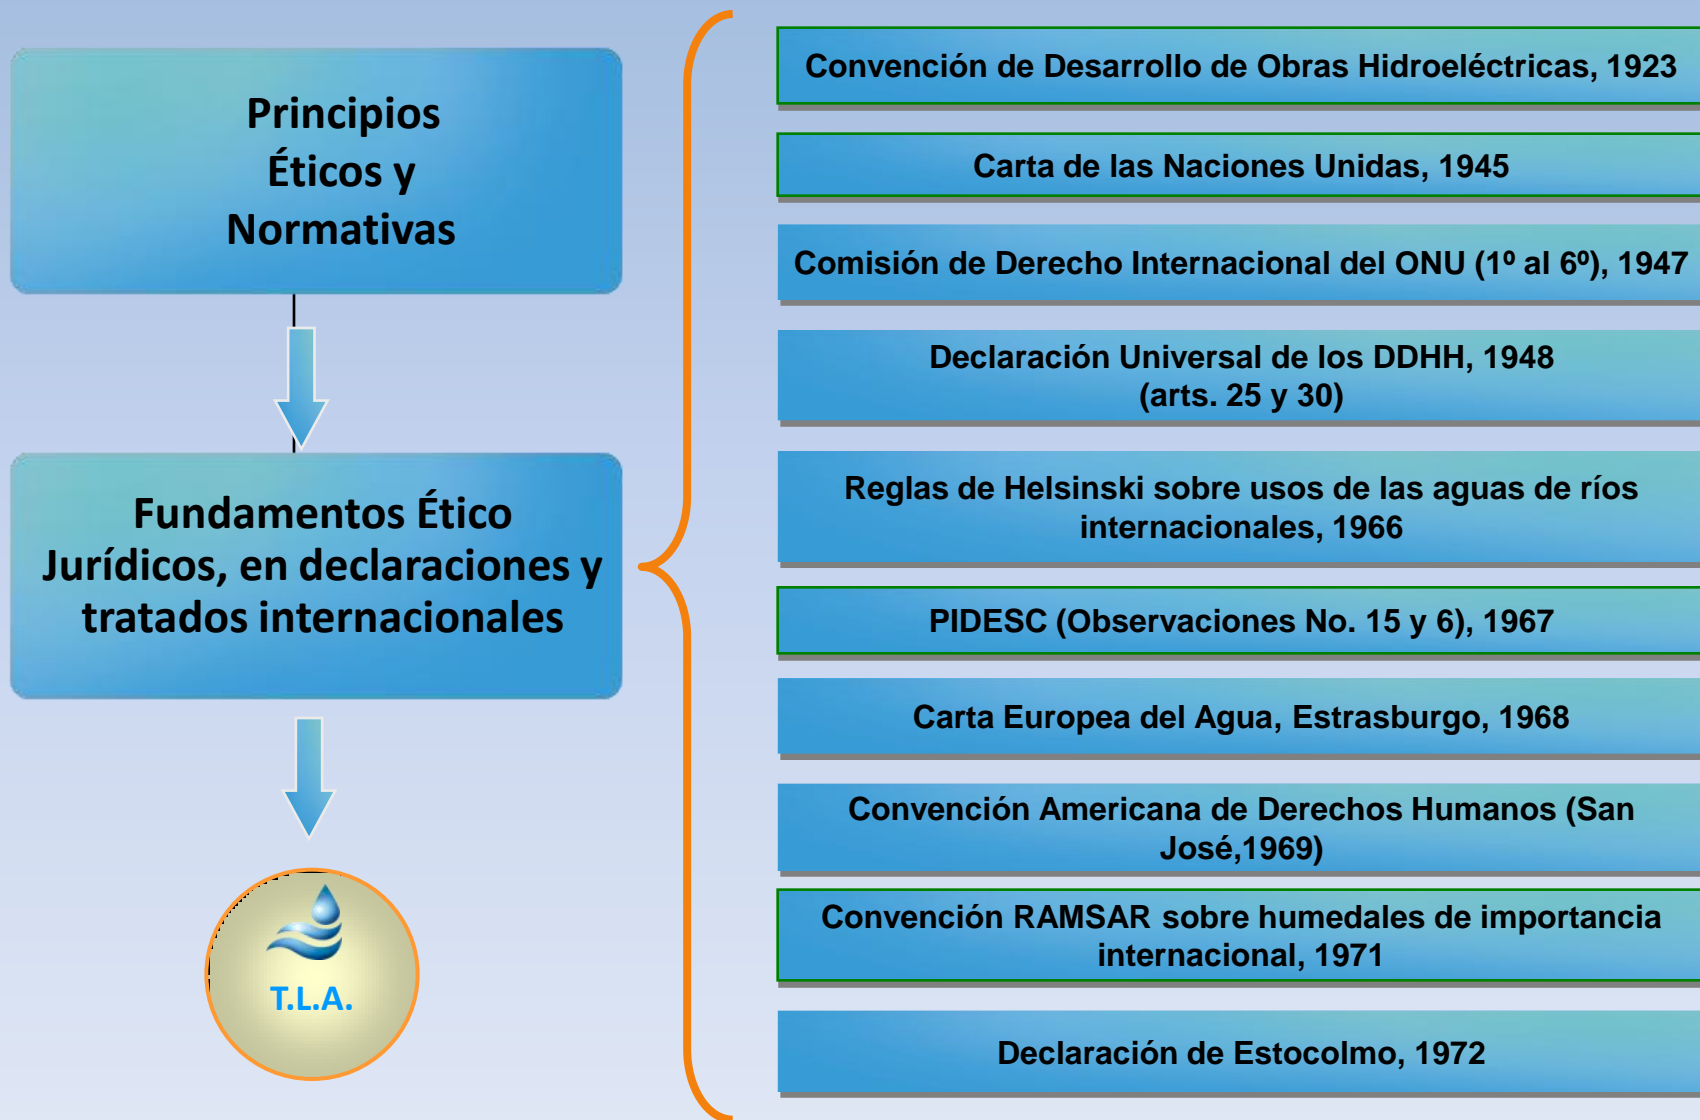 Principios
Éticos y
Normativas
Fundamentos Ético
Jurídicos, en declaraciones y
tratados internacionales
T.L.A.
Convención de Desarrollo de Obras Hidroeléctricas, 1923
Carta de las Naciones Unidas, 1945
Comisión de Derecho Internacional del ONU (1º al 6º), 1947
Declaración Universal de los DDHH, 1948
(arts. 25 y 30)
Reglas de Helsinski sobre usos de las aguas de ríos
internacionales, 1966
PIDESC (Observaciones No. 15 y 6), 1967
Carta Europea del Agua, Estrasburgo, 1968
Convención Americana de Derechos Humanos (San
José,1969)
Convención RAMSAR sobre humedales de importancia
internacional, 1971
Declaración de Estocolmo, 1972